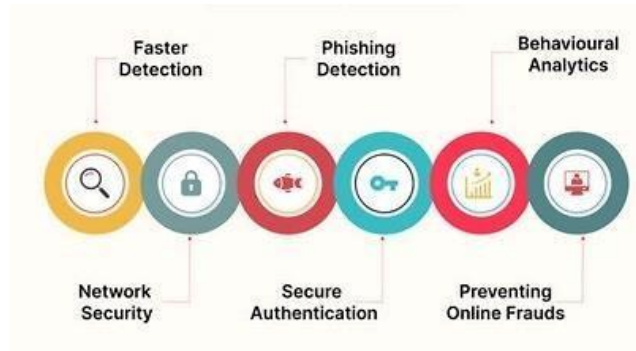 Faster
Detection
Phishing
Detection
Behavioural
Analytics
Network
Security
Secure
Authentication
Preventing
Online Frauds